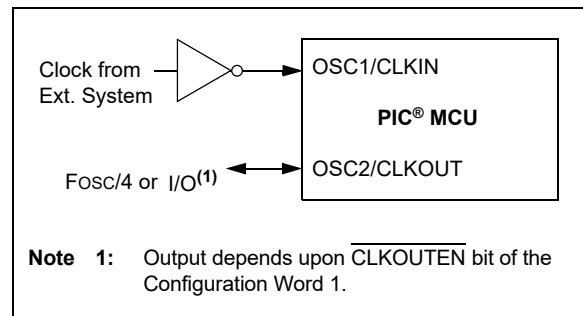 Clock from
Ext. System
OSC1/CLKIN
PIC® MCU
FOSC/4 or I/O(1)
OSC2/CLKOUT
Note 1: Output depends upon CLKOUTEN bit of the
Configuration Word 1.